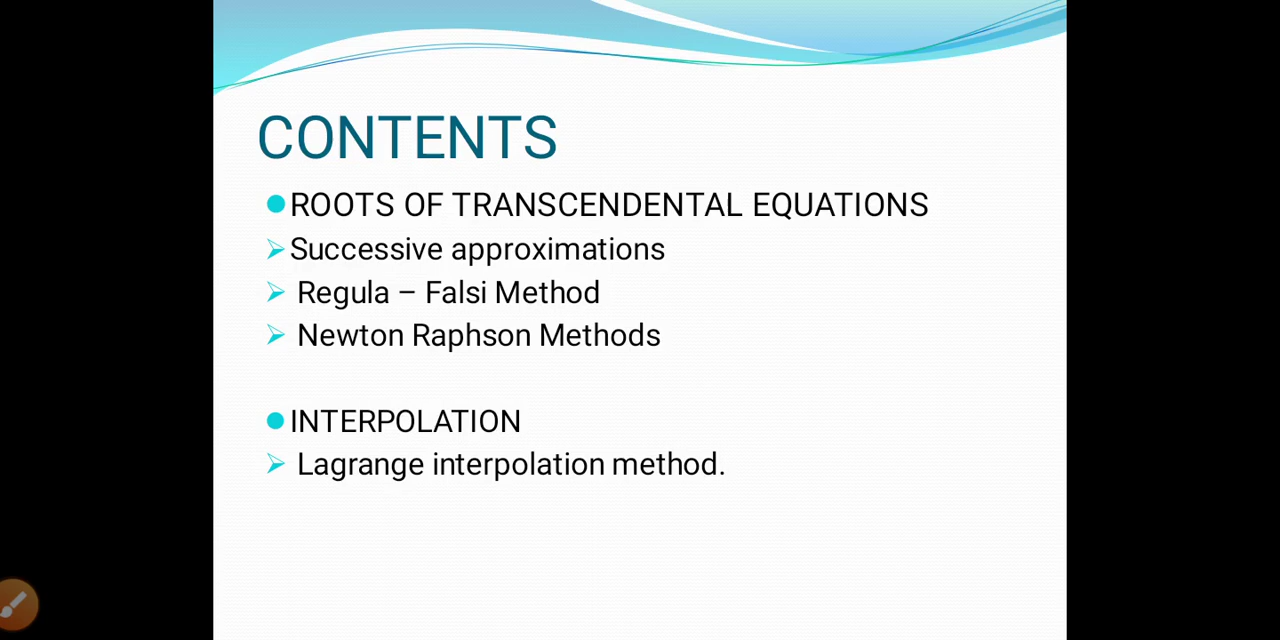 CONTENTS
ROOTS OF TRANSCENDENTAL EQUATIONS
Successive approximations
Regula – Falsi Method
Newton Raphson Methods
INTERPOLATION
Lagrange interpolation method.